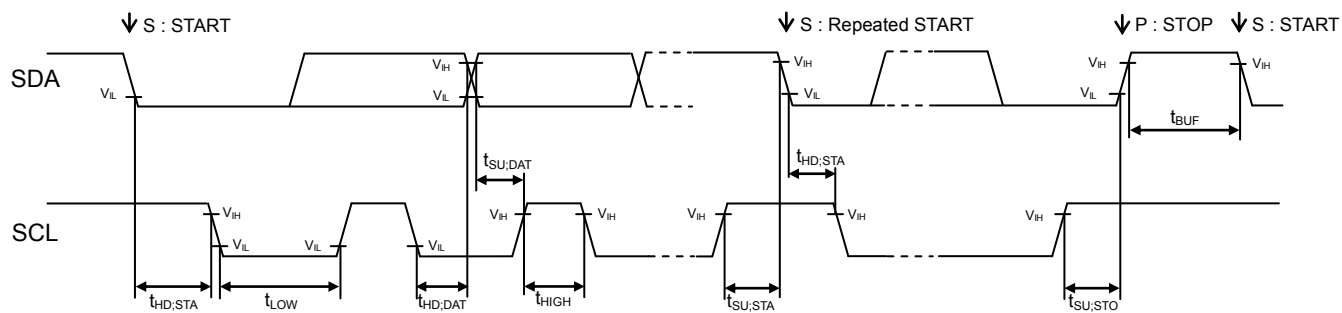 S : START
S : Repeated START
P : STOP
S : START
SDA
V_IL
V_IH
V_IL
V_IH
V_IL
V_IH
V_IL
V_IH
t_BUF
t_SU;DAT
t_HD;STA
SCL
V_IH
V_IL
V_IL
V_IL
V_IH
V_IH
V_IH
V_IH
V_IH
t_HD;STA
t_LOW
t_HD;DAT
t_HIGH
t_SU;STA
t_SU;STO